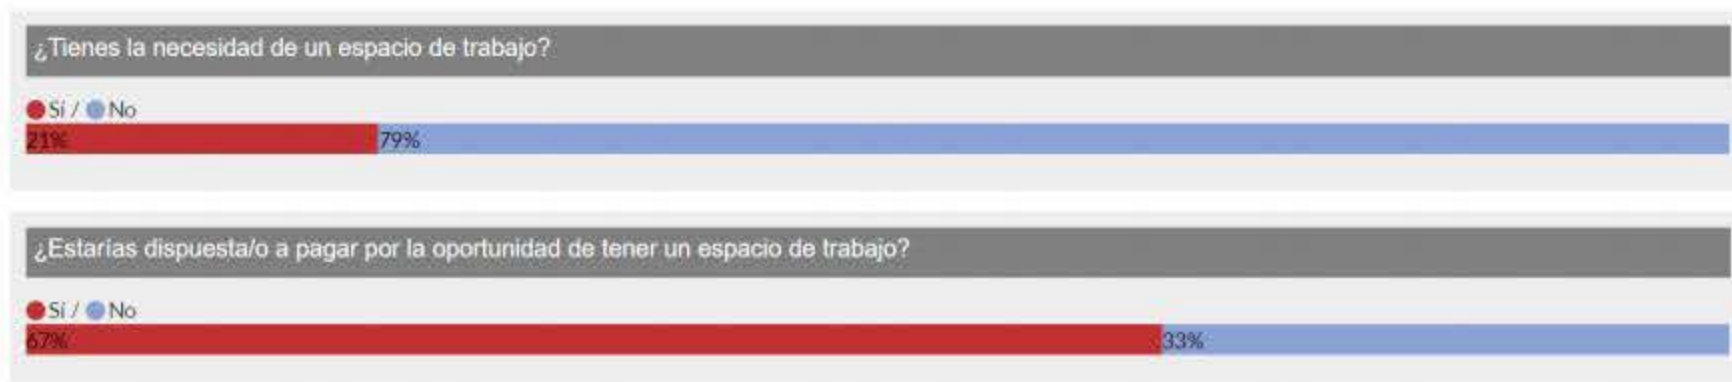 ¿Tienes la necesidad de un espacio de trabajo?
Sí / No
21% 79%
¿Estarías dispuesta/o a pagar por la oportunidad de tener un espacio de trabajo?
Sí / No
67% 33%